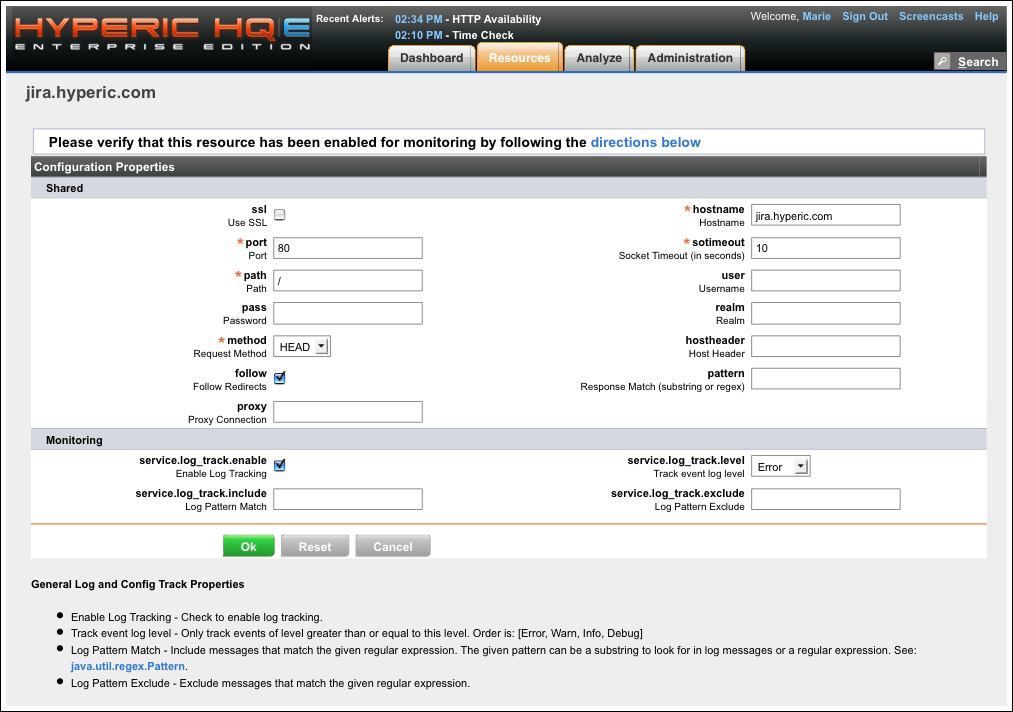 HYPERIC HQ E
ENTERPRISE EDITION
Recent Alerts: 02:34 PM - HTTP Availability
02:10 PM - Time Check
Welcome, Marie Sign Out Screencasts Help
Dashboard Resources Analyze Administration
Search
jira.hyperic.com
Please verify that this resource has been enabled for monitoring by following the directions below
Configuration Properties
Shared
ssl
Use SSL
* hostname
Hostname
jira.hyperic.com
* port
Port
80
* sotimeout
Socket Timeout (in seconds)
10
* path
Path
/
user
Username
pass
Password
realm
Realm
* method
Request Method
HEAD
hostheader
Host Header
follow
Follow Redirects
pattern
Response Match (substring or regex)
proxy
Proxy Connection
Monitoring
service.log_track.enable
Enable Log Tracking
service.log_track.level
Track event log level
Error
service.log_track.include
Log Pattern Match
service.log_track.exclude
Log Pattern Exclude
Ok Reset Cancel
General Log and Config Track Properties
● Enable Log Tracking - Check to enable log tracking.
● Track event log level - Only track events of level greater than or equal to this level. Order is: [Error, Warn, Info, Debug]
● Log Pattern Match - Include messages that match the given regular expression. The given pattern can be a substring to look for in log messages or a regular expression. See:
java.util.regex.Pattern.
● Log Pattern Exclude - Exclude messages that match the given regular expression.